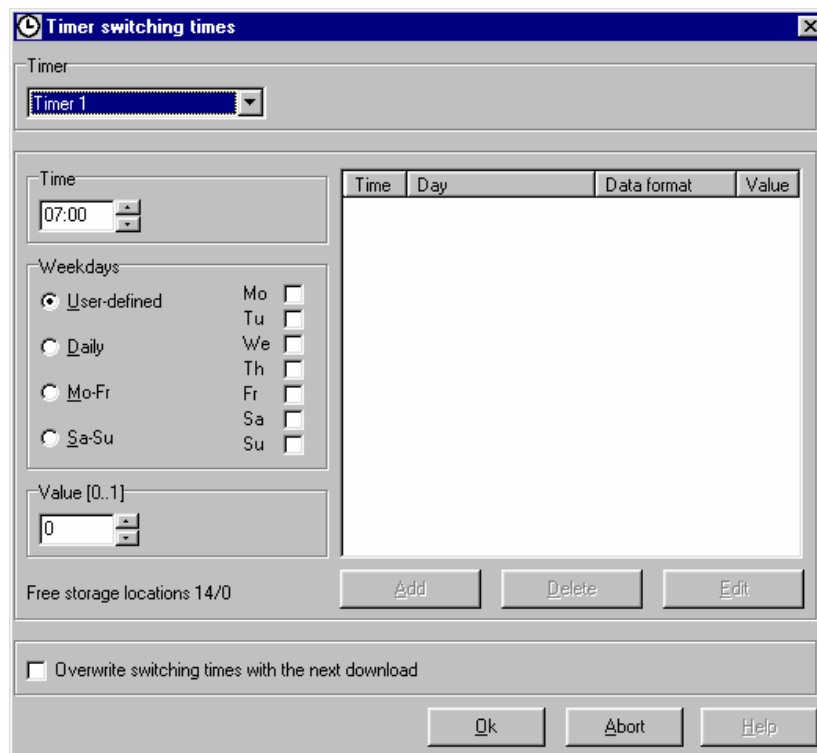 Timer switching times
Timer
Timer 1
Time
07:00
Time Day Data format Value
Weekdays
User-defined
Daily
Mo-Fr
Sa-Su
Mo
Tu
We
Th
Fr
Sa
Su
Value [0..1]
0
Free storage locations 14/0
Add Delete Edit
Overwrite switching times with the next download
Ok Abort Help